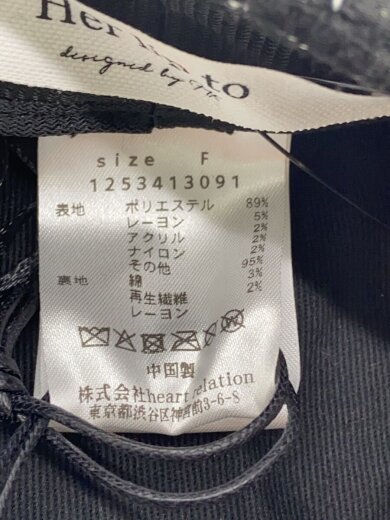 Her lip to
designed by
size F
1253413091
表地 ポリエステル 89%
レーヨン 5%
アクリル 2%
ナイロン 2%
その他 2%
裏地 綿 95%
再生繊維 3%
レーヨン 2%
中国製
株式会社heart relation
東京都渋谷区神宮前3-6-8